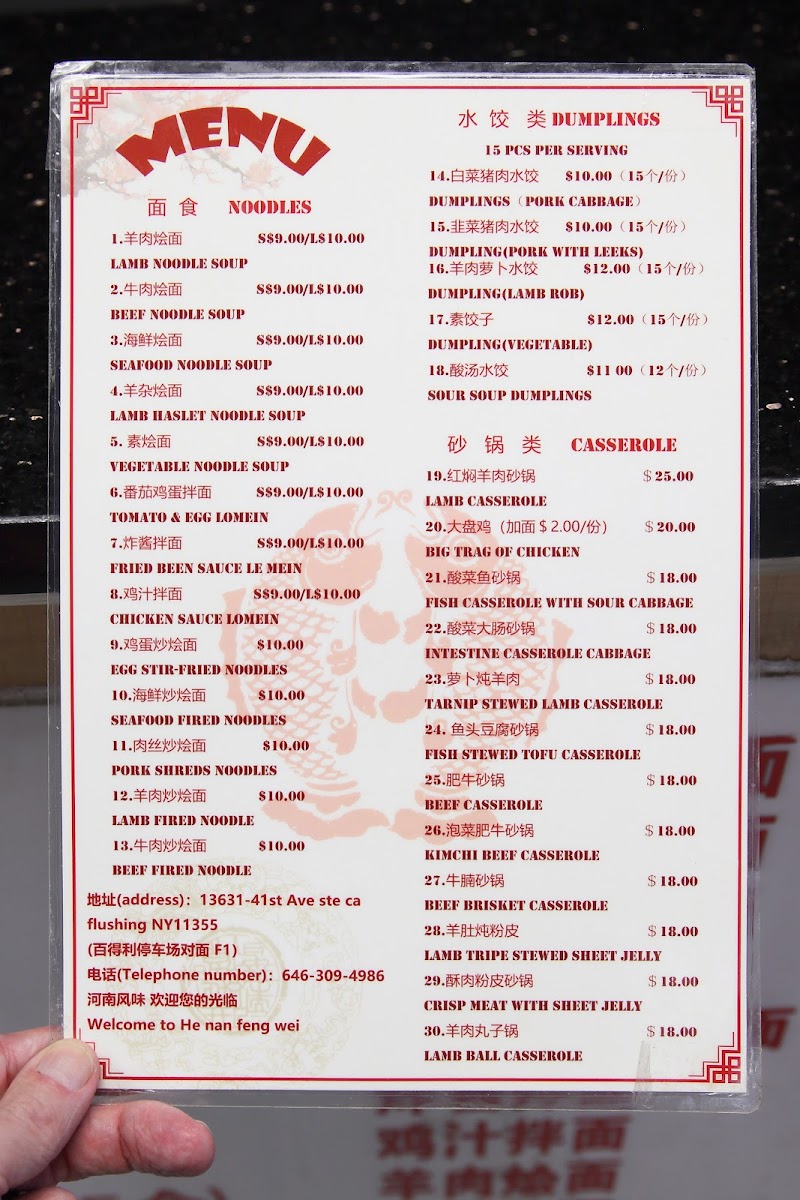 MENU
面食 NOODLES
1.羊肉烩面 S$9.00/L$10.00
LAMB NOODLE SOUP
2.牛肉烩面 S$9.00/L$10.00
BEEF NOODLE SOUP
3.海鲜烩面 S$9.00/L$10.00
SEAFOOD NOODLE SOUP
4.羊杂烩面 S$9.00/L$10.00
LAMB HASLET NOODLE SOUP
5. 素烩面 S$9.00/L$10.00
VEGETABLE NOODLE SOUP
6.番茄鸡蛋拌面 S$9.00/L$10.00
TOMATO & EGG LOMEIN
7.炸酱拌面 S$9.00/L$10.00
FRIED BEEN SAUCE LE MEIN
8.鸡汁拌面 S$9.00/L$10.00
CHICKEN SAUCE LOMEIN
9.鸡蛋炒烩面 $10.00
EGG STIR-FRIED NOODLES
10.海鲜炒烩面 $10.00
SEAFOOD FIRED NOODLES
11.肉丝炒烩面 $10.00
PORK SHREDS NOODLES
12.羊肉炒烩面 $10.00
LAMB FIRED NOODLE
13.牛肉炒烩面 $10.00
BEEF FIRED NOODLE
地址(address): 13631-41st Ave ste ca
flushing NY11355
(百得利停车场对面 F1)
电话(Telephone number): 646-309-4986
河南风味 欢迎您的光临
Welcome to He nan feng wei
水饺类 DUMPLINGS
15 PCS PER SERVING
14.白菜猪肉水饺 $10.00（15个/份）
DUMPLINGS（PORK CABBAGE）
15.韭菜猪肉水饺 $10.00（15个/份）
DUMPLING(PORK WITH LEEKS)
16.羊肉萝卜水饺 $12.00（15个/份）
DUMPLING(LAMB ROB)
17.素饺子 $12.00（15个/份）
DUMPLING(VEGETABLE)
18.酸汤水饺 $11 00（12个/份）
SOUR SOUP DUMPLINGS
砂锅类 CASSEROLE
19.红焖羊肉砂锅 $25.00
LAMB CASSEROLE
20.大盘鸡（加面＄2.00/份） $20.00
BIG TRAG OF CHICKEN
21.酸菜鱼砂锅 $18.00
FISH CASSEROLE WITH SOUR CABBAGE
22.酸菜大肠砂锅 $18.00
INTESTINE CASSEROLE CABBAGE
23.萝卜炖羊肉 $18.00
TARNIP STEWED LAMB CASSEROLE
24. 鱼头豆腐砂锅 $18.00
FISH STEWED TOFU CASSEROLE
25.肥牛砂锅 $18.00
BEEF CASSEROLE
26.泡菜肥牛砂锅 $18.00
KIMCHI BEEF CASSEROLE
27.牛腩砂锅 $18.00
BEEF BRISKET CASSEROLE
28.羊肚炖粉皮 $18.00
LAMB TRIPE STEWED SHEET JELLY
29.酥肉粉皮砂锅 $18.00
CRISP MEAT WITH SHEET JELLY
30.羊肉丸子锅 $18.00
LAMB BALL CASSEROLE
鸡汁拌面
羊肉烩面